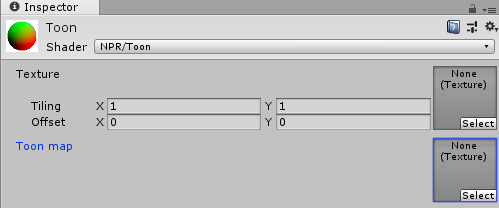 Inspector
Toon
Shader NPR/Toon
Texture
None
(Texture)
Tiling X 1 Y 1
Offset X 0 Y 0
Select
Toon map
None
(Texture)
Select